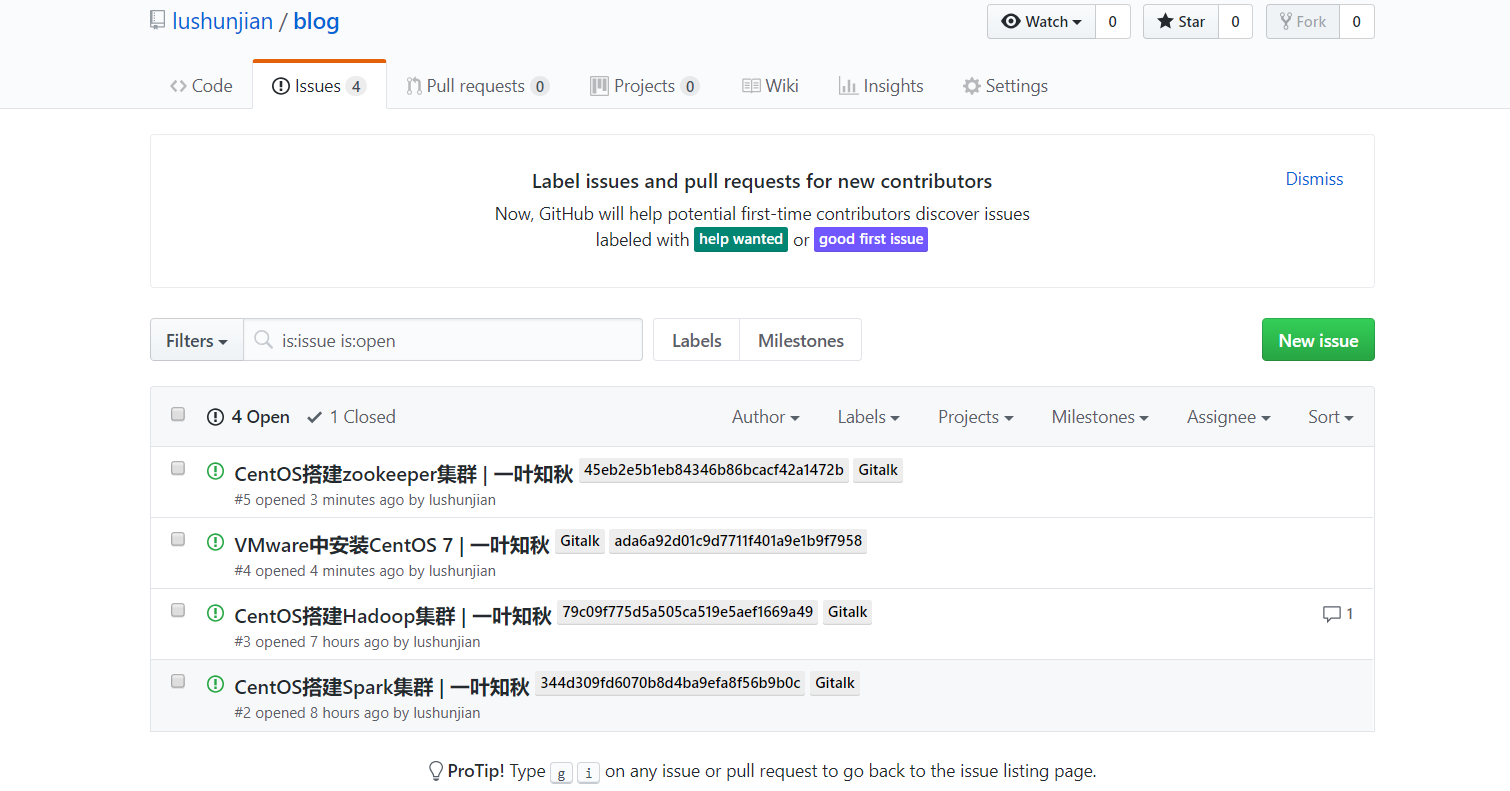 lushunjian / blog
Watch 0 Star 0 Fork 0
Code Issues 4 Pull requests 0 Projects 0 Wiki Insights Settings
Label issues and pull requests for new contributors
Dismiss
Now, GitHub will help potential first-time contributors discover issues
labeled with help wanted or good first issue
Filters is:issue is:open Labels Milestones New issue
4 Open 1 Closed Author Labels Projects Milestones Assignee Sort
CentOS搭建zookeeper集群 | 一叶知秋 45eb2e5b1eb84346b86bcacf42a1472b Gitalk
#5 opened 3 minutes ago by lushunjian
VMware中安装CentOS 7 | 一叶知秋 Gitalk ada6a92d01c9d7711f401a9e1b9f7958
#4 opened 4 minutes ago by lushunjian
CentOS搭建Hadoop集群 | 一叶知秋 79c09f775d5a505ca519e5aef1669a49 Gitalk 1
#3 opened 7 hours ago by lushunjian
CentOS搭建Spark集群 | 一叶知秋 344d309fd6070b8d4ba9efa8f56b9b0c Gitalk
#2 opened 8 hours ago by lushunjian
ProTip! Type g i on any issue or pull request to go back to the issue listing page.